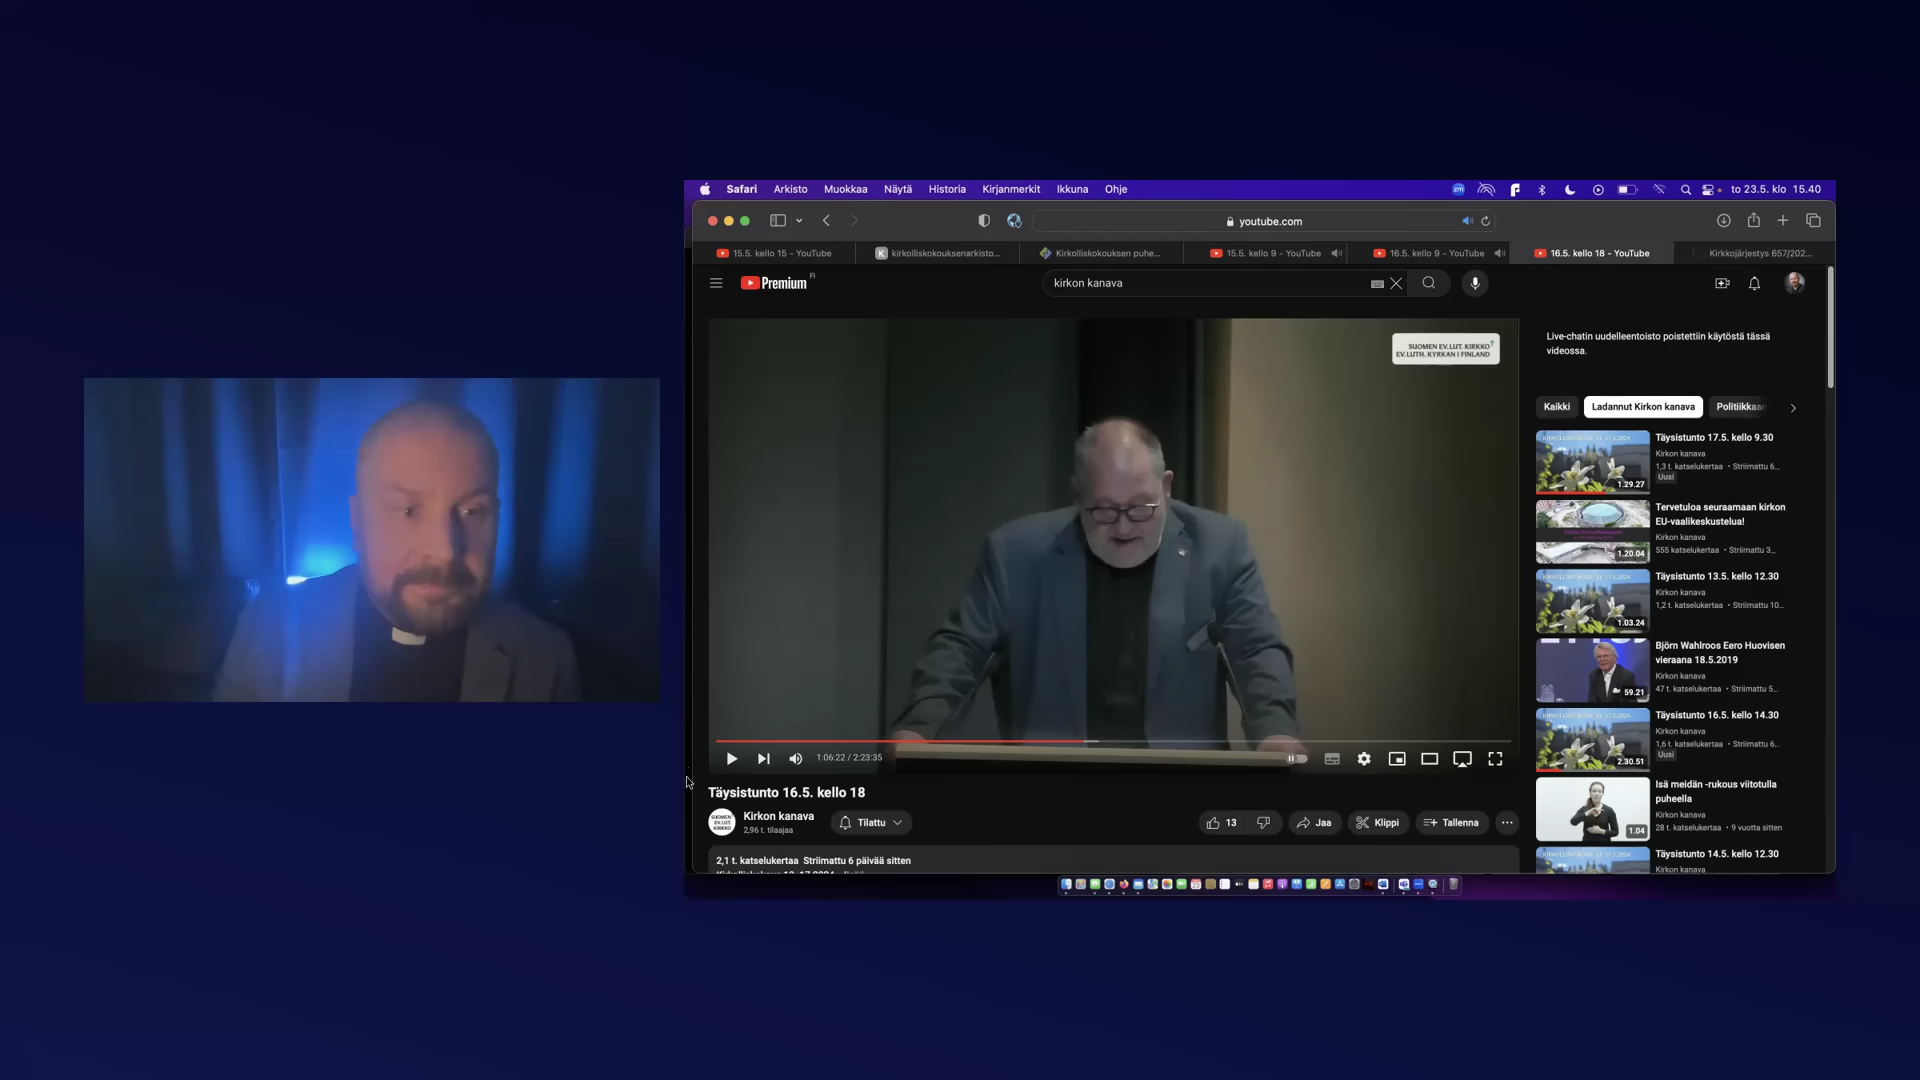 Safari Arkisto Muokkaa Näytä Historia Kirjanmerkit Ikkuna Ohje
zm
to 23.5. klo 15.40
youtube.com
15.5. kello 15 - YouTube
kirkolliskokouksenarkisto...
Kirkolliskokouksen puhe...
15.5. kello 9 - YouTube
16.5. kello 9 - YouTube
16.5. kello 18 - YouTube
Kirkkojärjestys 657/202...
Premium FI
kirkon kanava
SUOMEN EV. LUT. KIRKKO
EV. LUTH. KYRKAN I FINLAND
1:06:22 / 2:23:35
Täysistunto 16.5. kello 18
Kirkon kanava
2,96 t. tilaajaa
Tilattu
13
Jaa
Klippi
Tallenna
2,1 t. katselukertaa Striimattu 6 päivää sitten
Live-chatin uudelleentoisto poistettiin käytöstä tässä
videossa.
Kaikki
Ladannut Kirkon kanava
Politiikkaan
Täysistunto 17.5. kello 9.30
Kirkon kanava
1,3 t. katselukertaa • Striimattu 6...
Uusi
1.29.27
Tervetuloa seuraamaan kirkon
EU-vaalikeskustelua!
Kirkon kanava
555 katselukertaa • Striimattu 3...
1.20.04
Täysistunto 13.5. kello 12.30
Kirkon kanava
1,2 t. katselukertaa • Striimattu 10...
1.03.24
Björn Wahlroos Eero Huovisen
vieraana 18.5.2019
Kirkon kanava
47 t. katselukertaa • Striimattu 5...
59.21
Täysistunto 16.5. kello 14.30
Kirkon kanava
1,6 t. katselukertaa • Striimattu 6...
Uusi
2.30.51
Isä meidän -rukous viitotulla
puheella
Kirkon kanava
28 t. katselukertaa • 9 vuotta sitten
1.04
Täysistunto 14.5. kello 12.30
Kirkon kanava